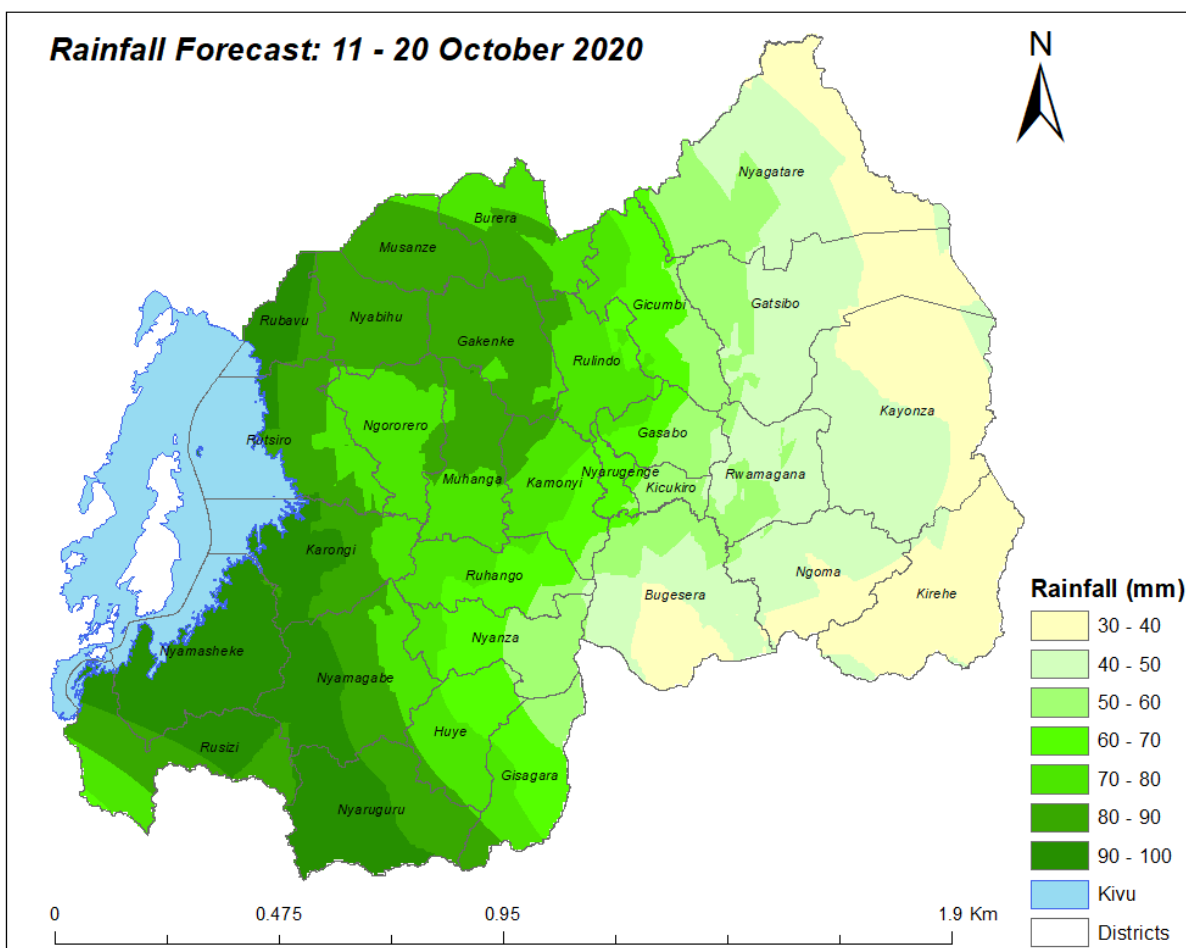 Rainfall Forecast: 11 - 20 October 2020
N
Nyagatare
Burera
Musanze
Gicumbi
Gatsibo
Rubavu
Nyabihu
Gakenke
Rulindo
Kayonza
Ngororero
Gasabo
Rutsiro
Muhanga
Kamonyi
Nyarugenge
Kicukiro
Rwamagana
Karongi
Ruhango
Ngoma
Bugesera
Kirehe
Nyanza
Nyamasheke
Nyamagabe
Huye
Rusizi
Gisagara
Nyaruguru
Rainfall (mm)
30 - 40
40 - 50
50 - 60
60 - 70
70 - 80
80 - 90
90 - 100
Kivu
Districts
0 0.475 0.95 1.9 Km